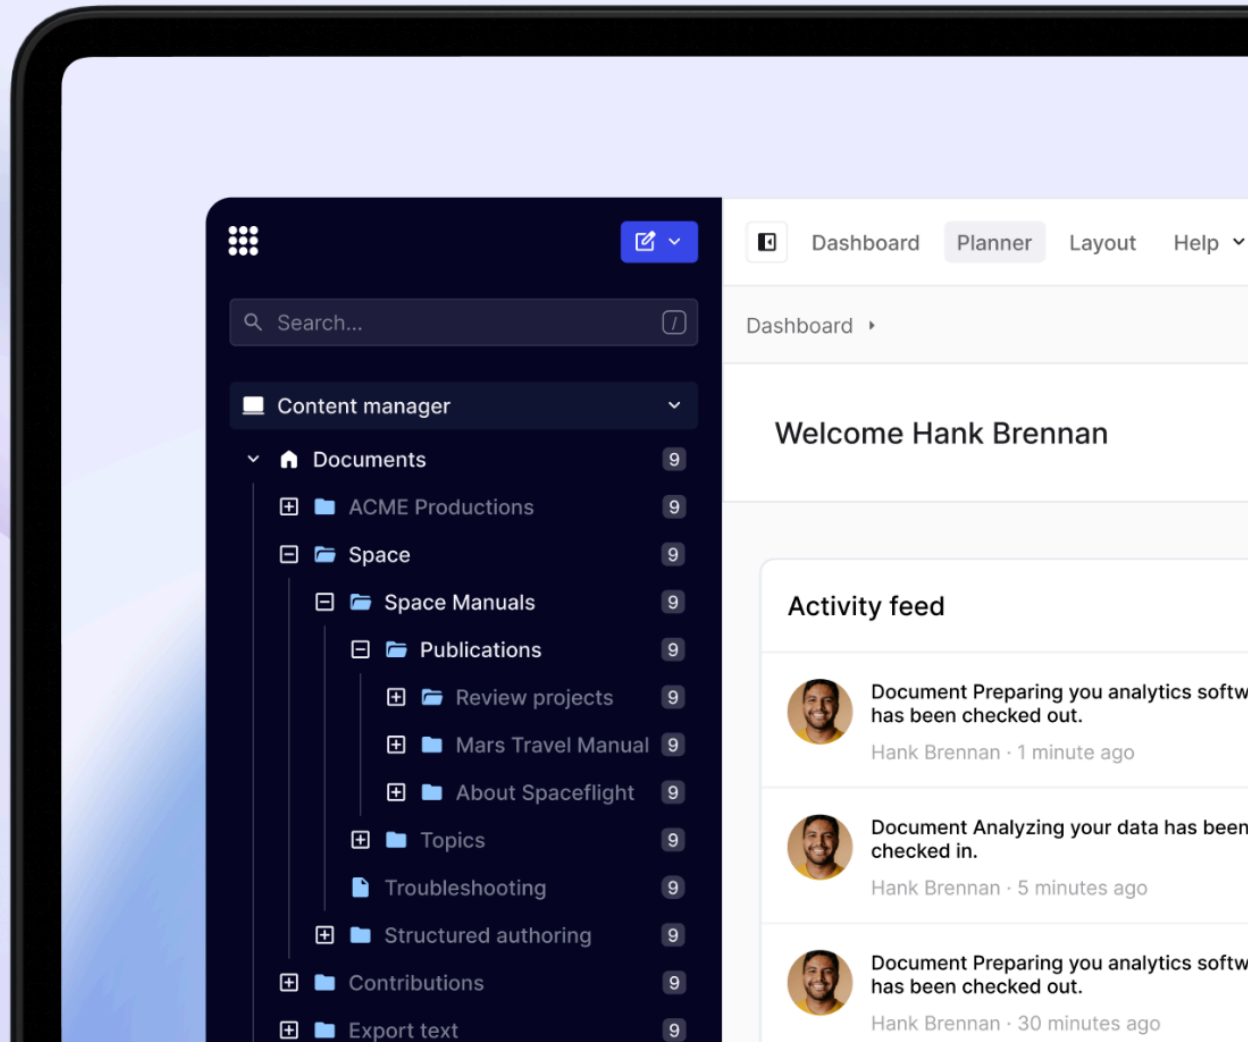 Search... /
Content manager
Documents 9
ACME Productions 9
Space 9
Space Manuals 9
Publications 9
Review projects 9
Mars Travel Manual 9
About Spaceflight 9
Topics 9
Troubleshooting 9
Structured authoring 9
Contributions 9
Export text 9
Dashboard Planner Layout Help
Dashboard
Welcome Hank Brennan
Activity feed
Document Preparing you analytics softw
has been checked out.
Hank Brennan · 1 minute ago
Document Analyzing your data has been
checked in.
Hank Brennan · 5 minutes ago
Document Preparing you analytics softw
has been checked out.
Hank Brennan · 30 minutes ago